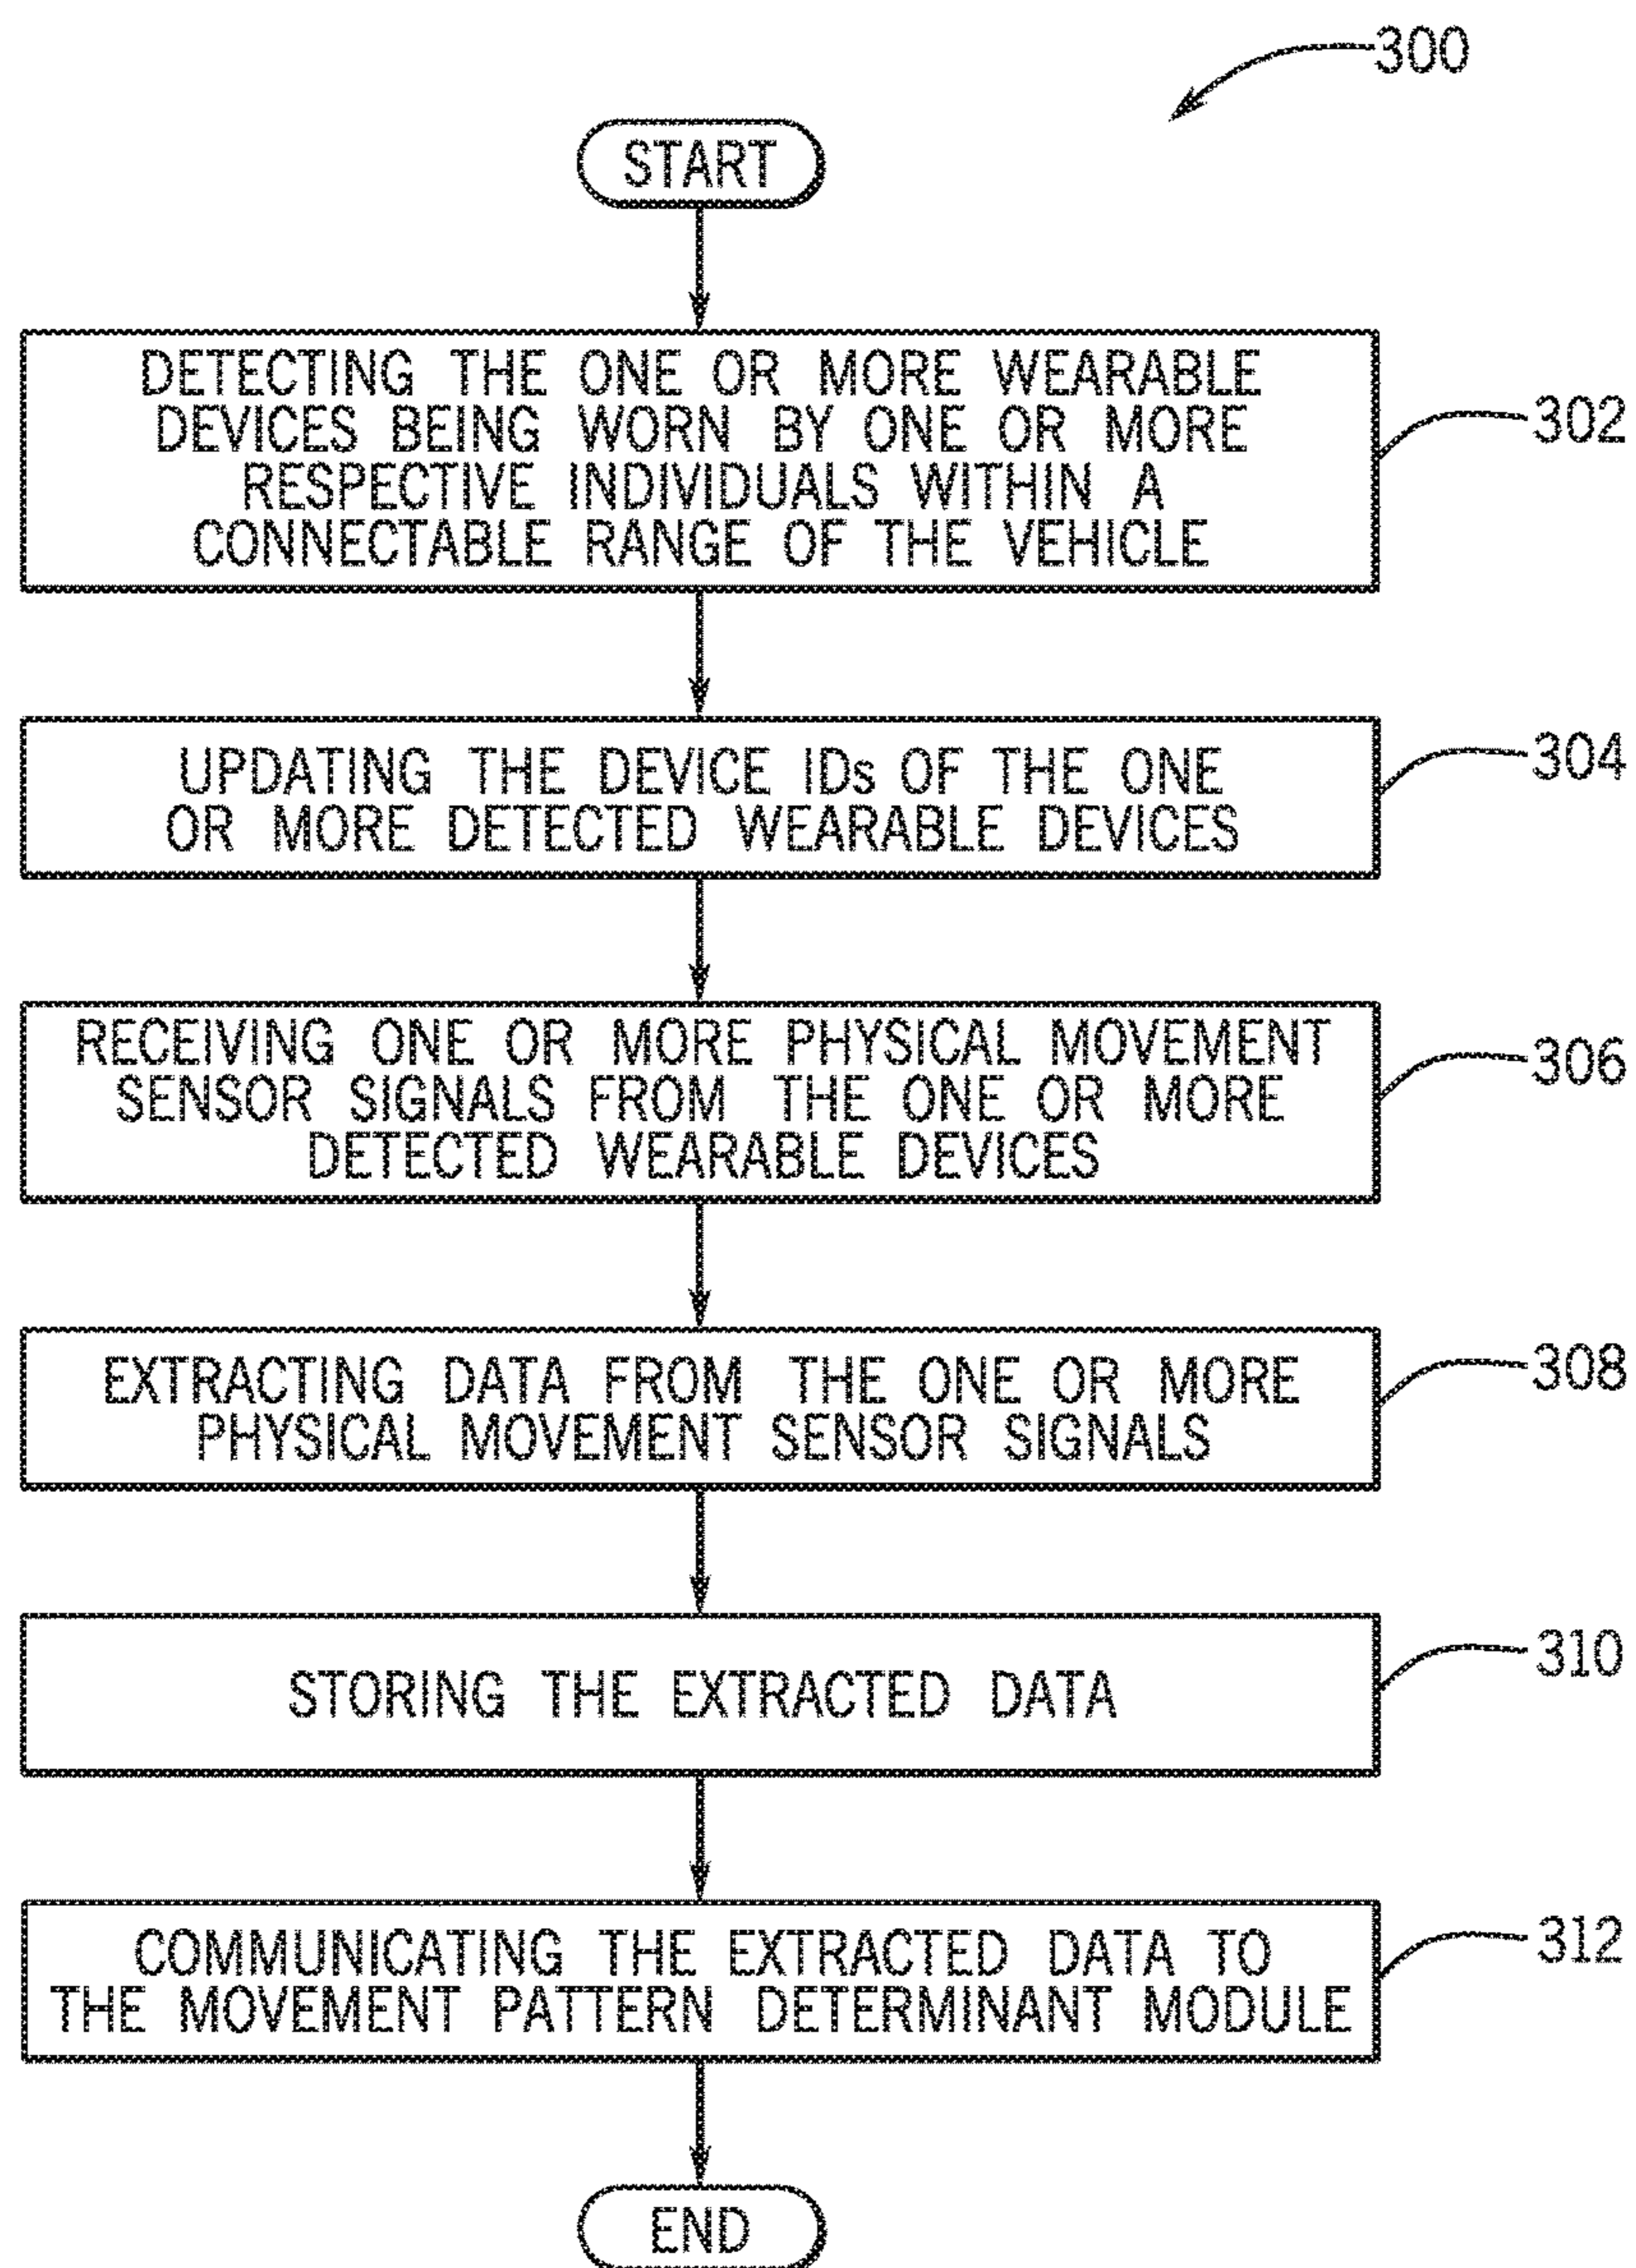 300
START
DETECTING THE ONE OR MORE WEARABLE
DEVICES BEING WORN BY ONE OR MORE
RESPECTIVE INDIVIDUALS WITHIN A
CONNECTABLE RANGE OF THE VEHICLE
302
UPDATING THE DEVICE IDs OF THE ONE
OR MORE DETECTED WEARABLE DEVICES
304
RECEIVING ONE OR MORE PHYSICAL MOVEMENT
SENSOR SIGNALS FROM THE ONE OR MORE
DETECTED WEARABLE DEVICES
306
EXTRACTING DATA FROM THE ONE OR MORE
PHYSICAL MOVEMENT SENSOR SIGNALS
308
STORING THE EXTRACTED DATA
310
COMMUNICATING THE EXTRACTED DATA TO
THE MOVEMENT PATTERN DETERMINANT MODULE
312
END